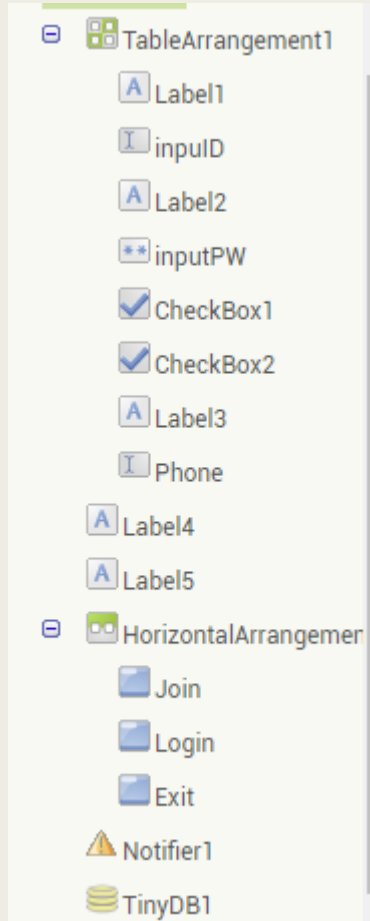 TableArrangement1
Label1
inpuID
Label2
inputPW
CheckBox1
CheckBox2
Label3
Phone
Label4
Label5
HorizontalArrangemer
Join
Login
Exit
Notifier1
TinyDB1